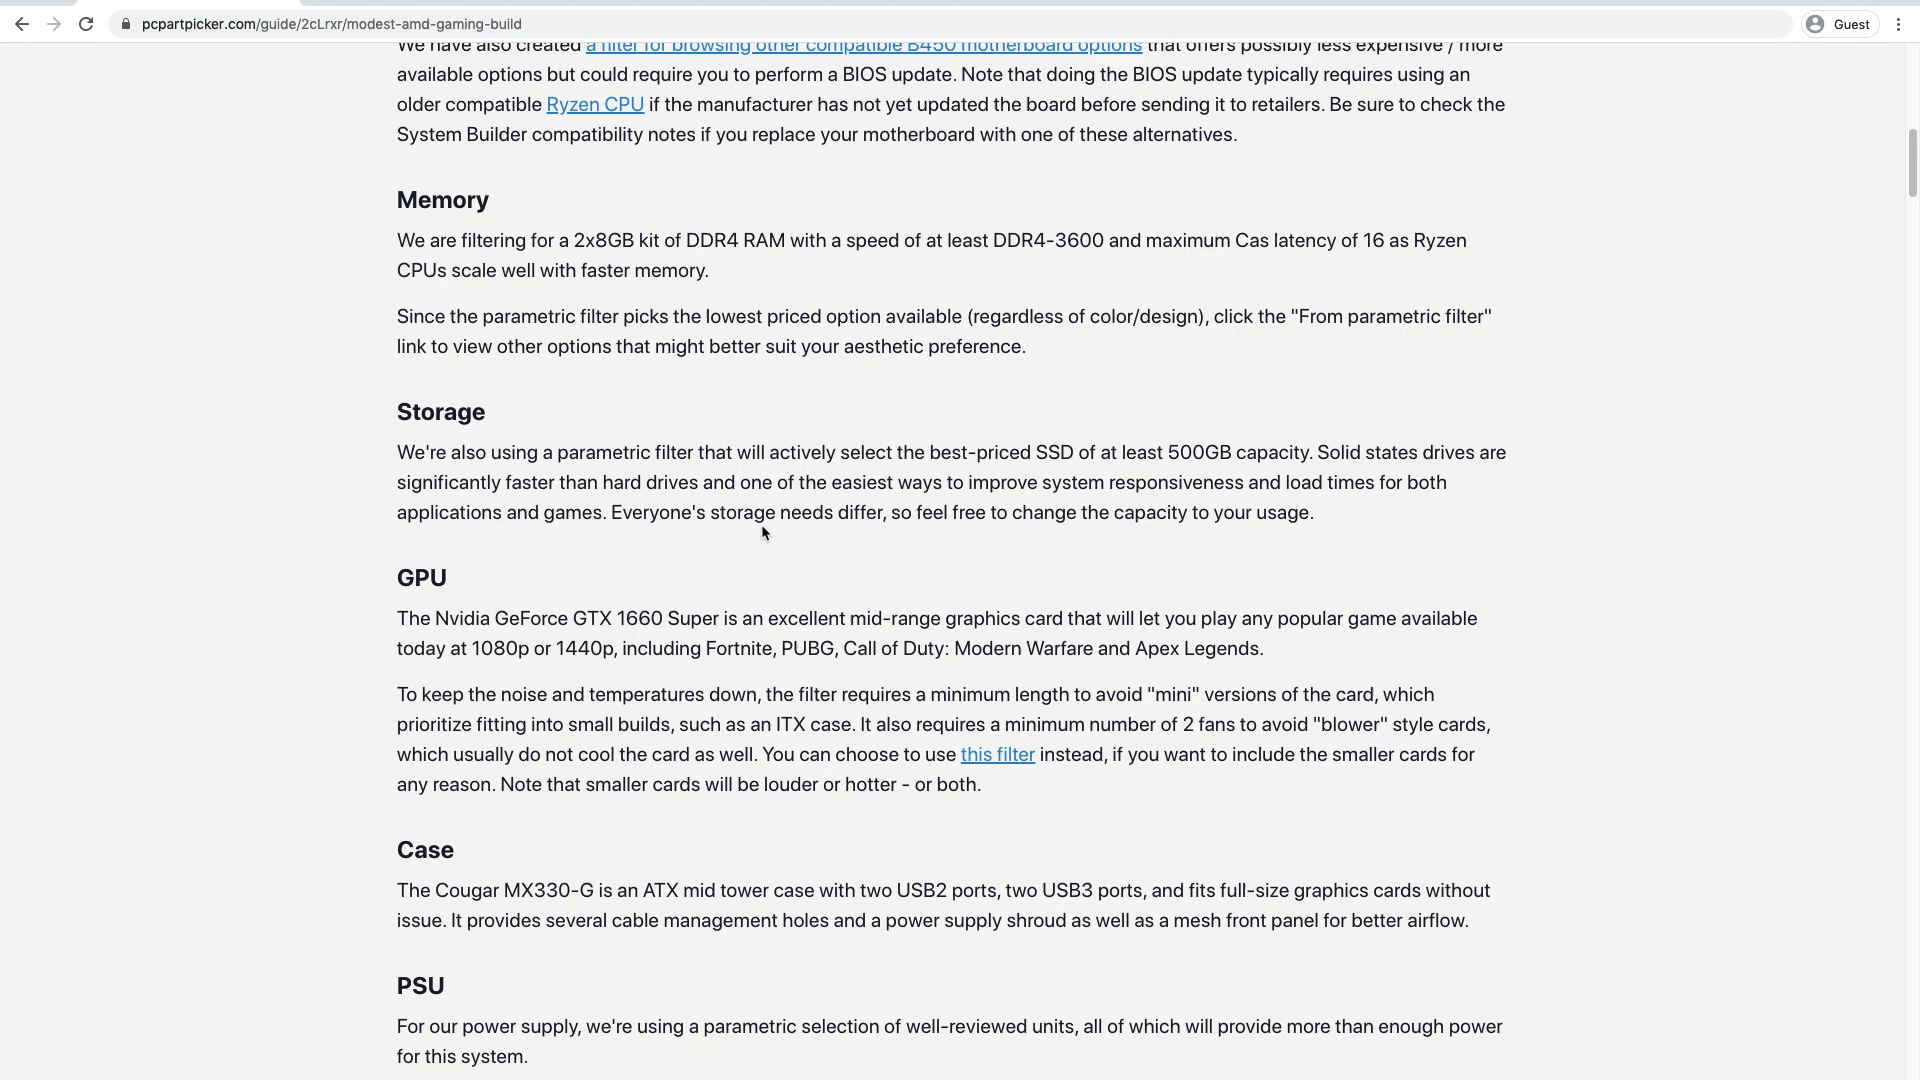 pcpartpicker.com/guide/2cLrxr/modest-amd-gaming-build
Guest
We have also created a filter for browsing other compatible B450 motherboard options that offers possibly less expensive / more
available options but could require you to perform a BIOS update. Note that doing the BIOS update typically requires using an
older compatible Ryzen CPU if the manufacturer has not yet updated the board before sending it to retailers. Be sure to check the
System Builder compatibility notes if you replace your motherboard with one of these alternatives.
Memory
We are filtering for a 2x8GB kit of DDR4 RAM with a speed of at least DDR4-3600 and maximum Cas latency of 16 as Ryzen
CPUs scale well with faster memory.
Since the parametric filter picks the lowest priced option available (regardless of color/design), click the "From parametric filter"
link to view other options that might better suit your aesthetic preference.
Storage
We're also using a parametric filter that will actively select the best-priced SSD of at least 500GB capacity. Solid states drives are
significantly faster than hard drives and one of the easiest ways to improve system responsiveness and load times for both
applications and games. Everyone's storage needs differ, so feel free to change the capacity to your usage.
GPU
The Nvidia GeForce GTX 1660 Super is an excellent mid-range graphics card that will let you play any popular game available
today at 1080p or 1440p, including Fortnite, PUBG, Call of Duty: Modern Warfare and Apex Legends.
To keep the noise and temperatures down, the filter requires a minimum length to avoid "mini" versions of the card, which
prioritize fitting into small builds, such as an ITX case. It also requires a minimum number of 2 fans to avoid "blower" style cards,
which usually do not cool the card as well. You can choose to use this filter instead, if you want to include the smaller cards for
any reason. Note that smaller cards will be louder or hotter - or both.
Case
The Cougar MX330-G is an ATX mid tower case with two USB2 ports, two USB3 ports, and fits full-size graphics cards without
issue. It provides several cable management holes and a power supply shroud as well as a mesh front panel for better airflow.
PSU
For our power supply, we're using a parametric selection of well-reviewed units, all of which will provide more than enough power
for this system.